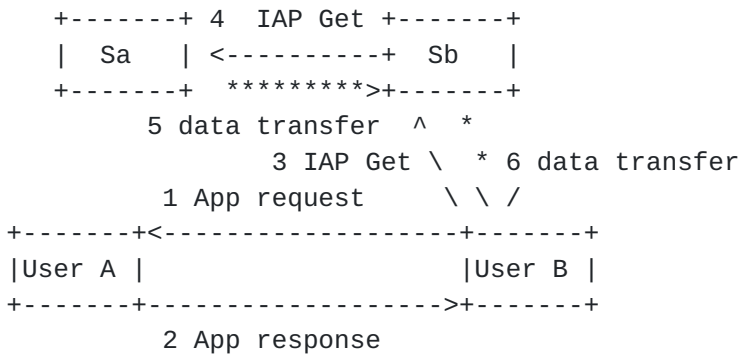 +-------+ 4  IAP Get +-------+
|  Sa   | <----------+  Sb   |
+-------+  *********>+-------+
5 data transfer  ^  *
3 IAP Get \  * 6 data transfer
1 App request     \ \ /
+-------+<-------------------+-------+
|User A |                    |User B |
+-------+------------------->+-------+
2 App response